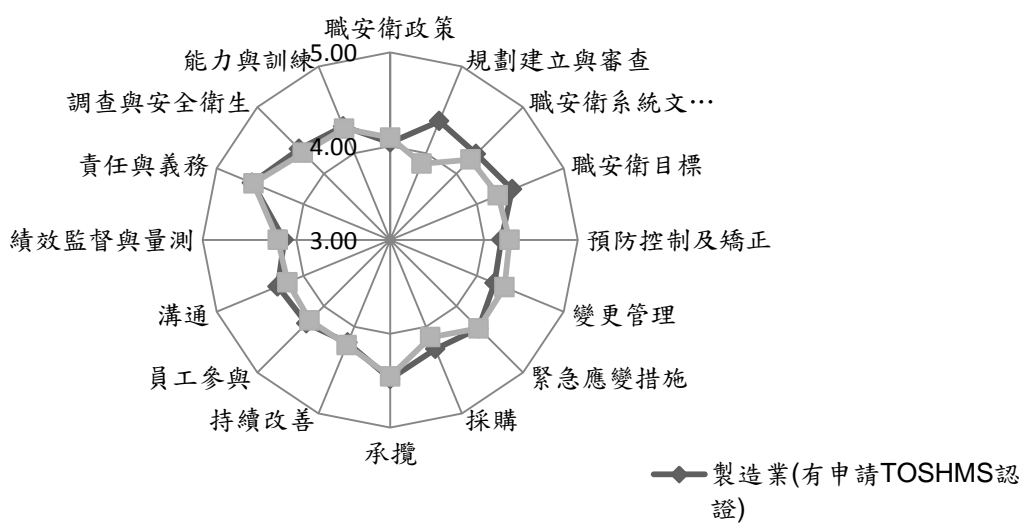 職安衛政策
5.00
能力與訓練
規劃建立與審查
調查與安全衛生
職安衛系統文…
4.00
責任與義務
職安衛目標
績效監督與量測
3.00
預防控制及矯正
溝通
變更管理
員工參與
緊急應變措施
持續改善
採購
承攬
製造業(有申請TOSHMS認
證)